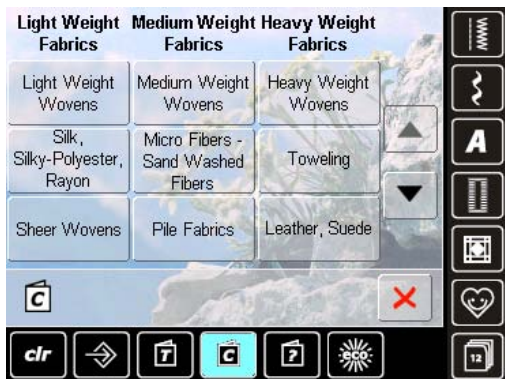 Light Weight Medium Weight Heavy Weight
Fabrics Fabrics Fabrics
Light Weight
Wovens
Medium Weight
Wovens
Heavy Weight
Wovens
Silk,
Silky-Polyester,
Rayon
Micro Fibers -
Sand Washed
Fibers
Toweling
Sheer Wovens
Pile Fabrics
Leather, Suede
A
C
clr
T
C
?
eco
12